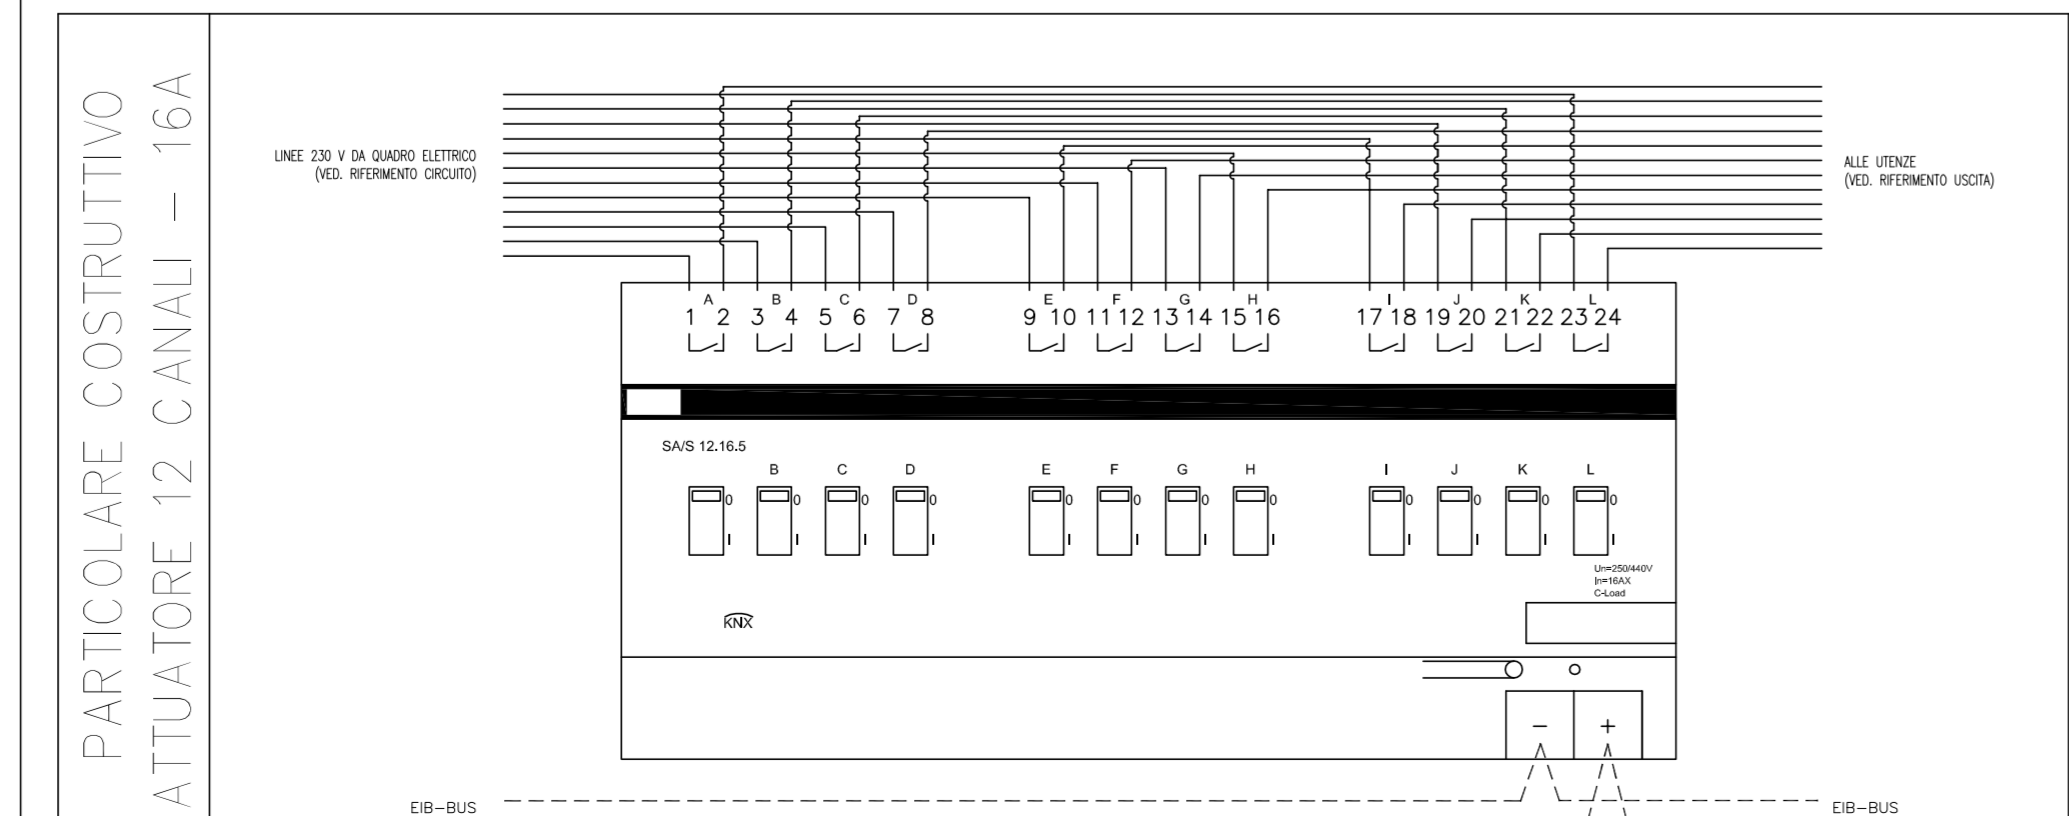 PARTICOLARE COSTRUTTIVO
ATTUATORE 12 CANALI - 16A
LINEE 230 V DA QUADRO ELETTRICO
(VED. RIFERIMENTO CIRCUITO)
ALLE UTENZE
(VED. RIFERIMENTO USCITA)
A B C D E F G H I J K L
1 2 3 4 5 6 7 8 9 10 11 12 13 14 15 16 17 18 19 20 21 22 23 24
SA/S 12.16.5
B C D E F G H I J K L
0 0 0 0 0 0 0 0 0 0 0 0
I I I I I I I I I I I I
Un=250/440V
In=16AX
C-Load
KNX
- +
EIB-BUS EIB-BUS